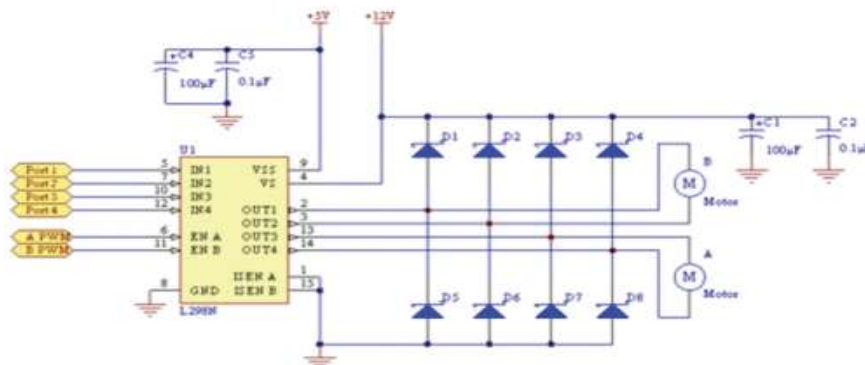 +5V +12V
C4 C5
100µF 0.1µF
D1 D2 D3 D4 C1 C2
100µF 0.1µ
U1
Port 1 5 IN1 VSS 9
Port 2 7 IN2 VS 4
Port 3 10 IN3
Port 4 12 IN4 OUT1 2
OUT2 3
A PWM 6 EN A OUT3 13
B PWM 11 EN B OUT4 14
ISEN A 1
8 GND ISEN B 15
L298N
B
M
Motor
A
M
Motor
D5 D6 D7 D8